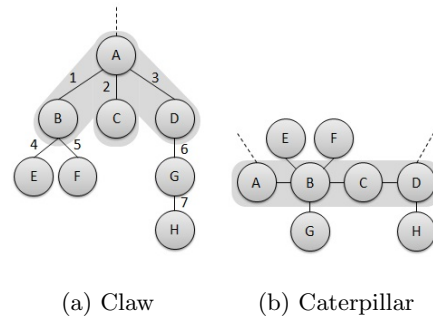 A
1 2 3
B C D
4 5 6
E F G
7
H
E F
A B C D
G H
(a) Claw (b) Caterpillar